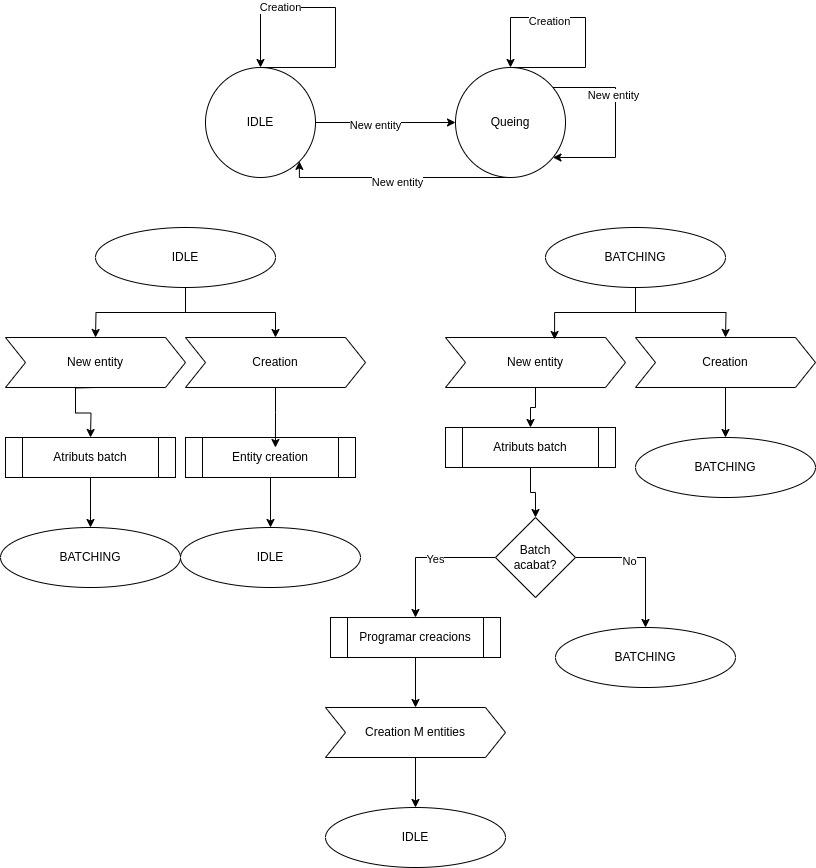 Creation
Creation
IDLE
New entity
Queing
New entity
New entity
IDLE
BATCHING
New entity
Creation
New entity
Creation
Atributs batch
Entity creation
Atributs batch
BATCHING
BATCHING
IDLE
Batch
acabat?
Yes
No
Programar creacions
BATCHING
Creation M entities
IDLE